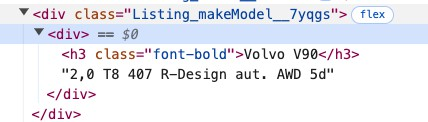 <div class="Listing_makeModel__7yqgs"> flex
<div> == $0
<h3 class="font-bold">Volvo V90</h3>
"2,0 T8 407 R-Design aut. AWD 5d"
</div>
</div>